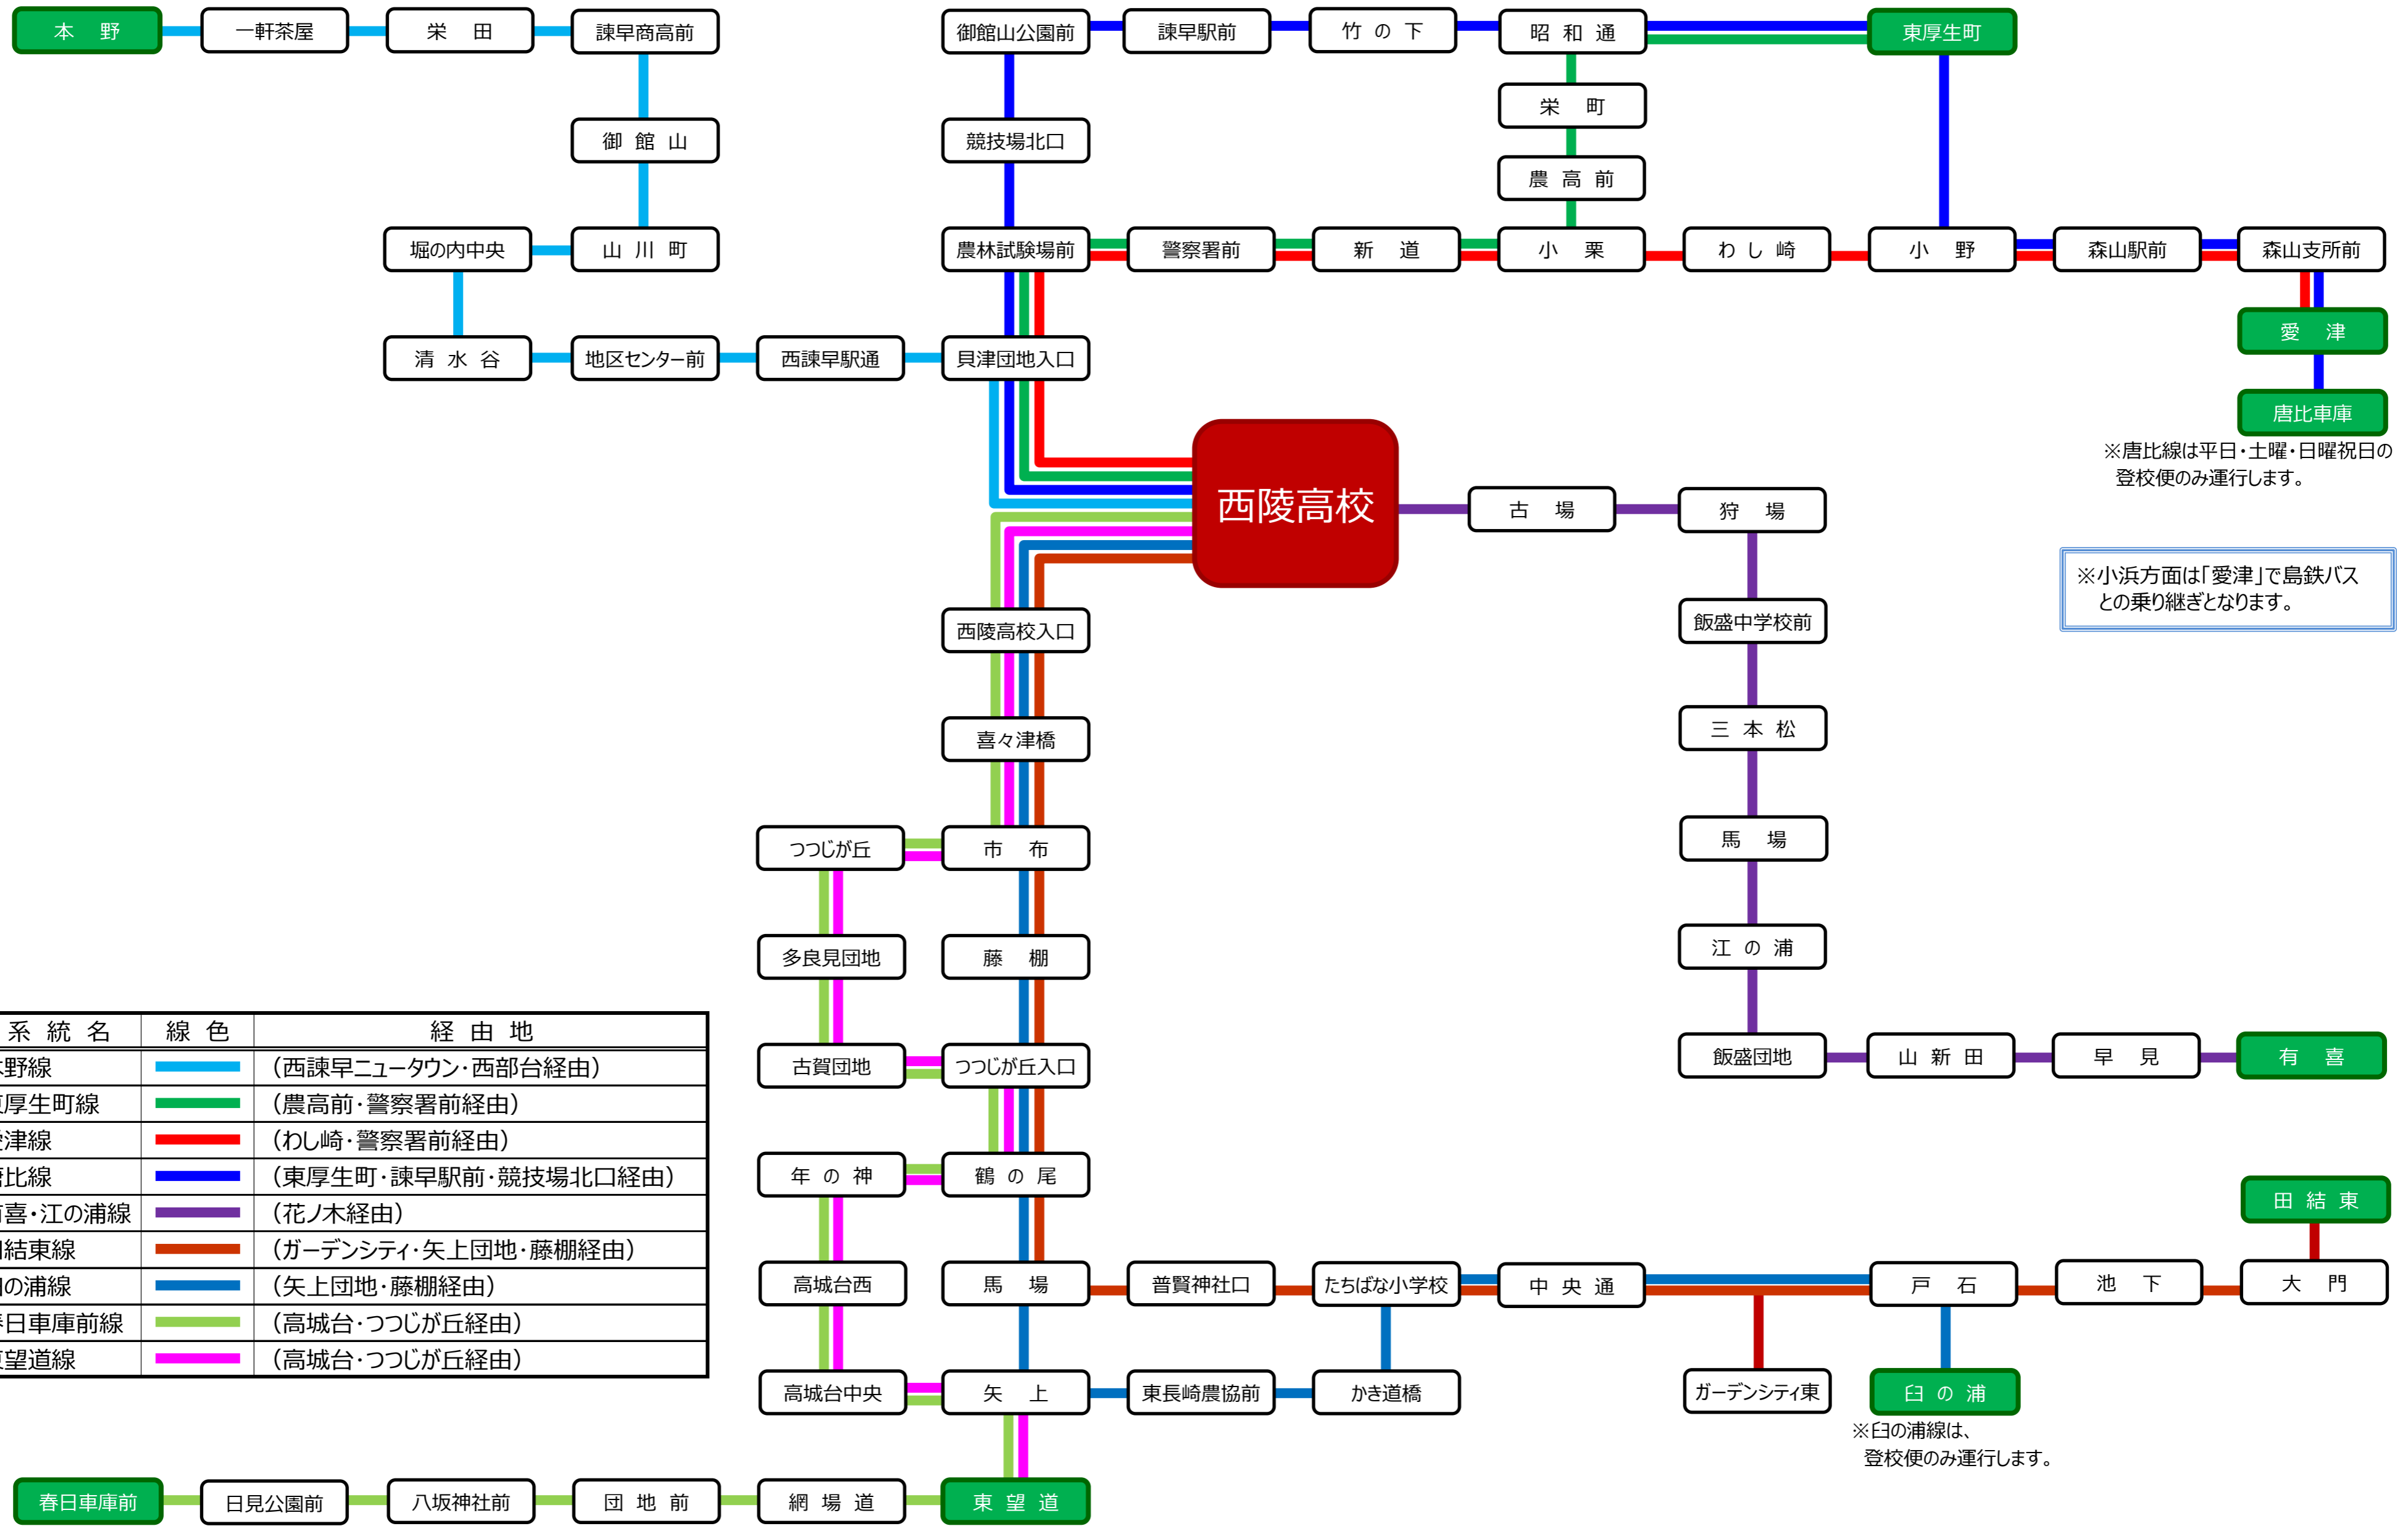 本 野
一軒茶屋
栄 田
諫早商高前
御館山公園前
諫早駅前
竹 の 下
昭 和 通
東厚生町
栄 町
御 館 山
競技場北口
農 高 前
堀の内中央
山 川 町
農林試験場前
警察署前
新 道
小 栗
わ し 崎
小 野
森山駅前
森山支所前
清 水 谷
地区センター前
西諫早駅通
貝津団地入口
愛 津
唐比車庫
※唐比線は平日・土曜・日曜祝日の
登校便のみ運行します。
西陵高校
古 場
狩 場
※小浜方面は「愛津」で島鉄バス
との乗り継ぎとなります。
西陵高校入口
飯盛中学校前
喜々津橋
三 本 松
つつじが丘
市 布
馬 場
多良見団地
藤 棚
江 の 浦
古賀団地
つつじが丘入口
飯盛団地
山 新 田
早 見
有 喜
系 統 名 線 色 経 由 地
野線 （西諫早ニュータウン・西部台経由）
厚生町線 （農高前・警察署前経由）
津線 （わし崎・警察署前経由）
比線 （東厚生町・諫早駅前・競技場北口経由）
喜・江の浦線 （花ノ木経由）
結東線 （ガーデンシティ・矢上団地・藤棚経由）
の浦線 （矢上団地・藤棚経由）
日車庫前線 （高城台・つつじが丘経由）
望道線 （高城台・つつじが丘経由）
年 の 神
鶴 の 尾
田 結 東
高城台西
馬 場
普賢神社口
たちばな小学校
中 央 通
戸 石
池 下
大 門
高城台中央
矢 上
東長崎農協前
かき道橋
ガーデンシティ東
臼 の 浦
※臼の浦線は、
登校便のみ運行します。
春日車庫前
日見公園前
八坂神社前
団 地 前
網 場 道
東 望 道